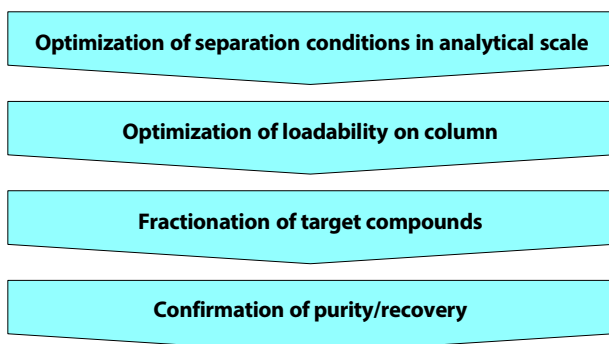 Optimization of separation conditions in analytical scale
Optimization of loadability on column
Fractionation of target compounds
Confirmation of purity/recovery